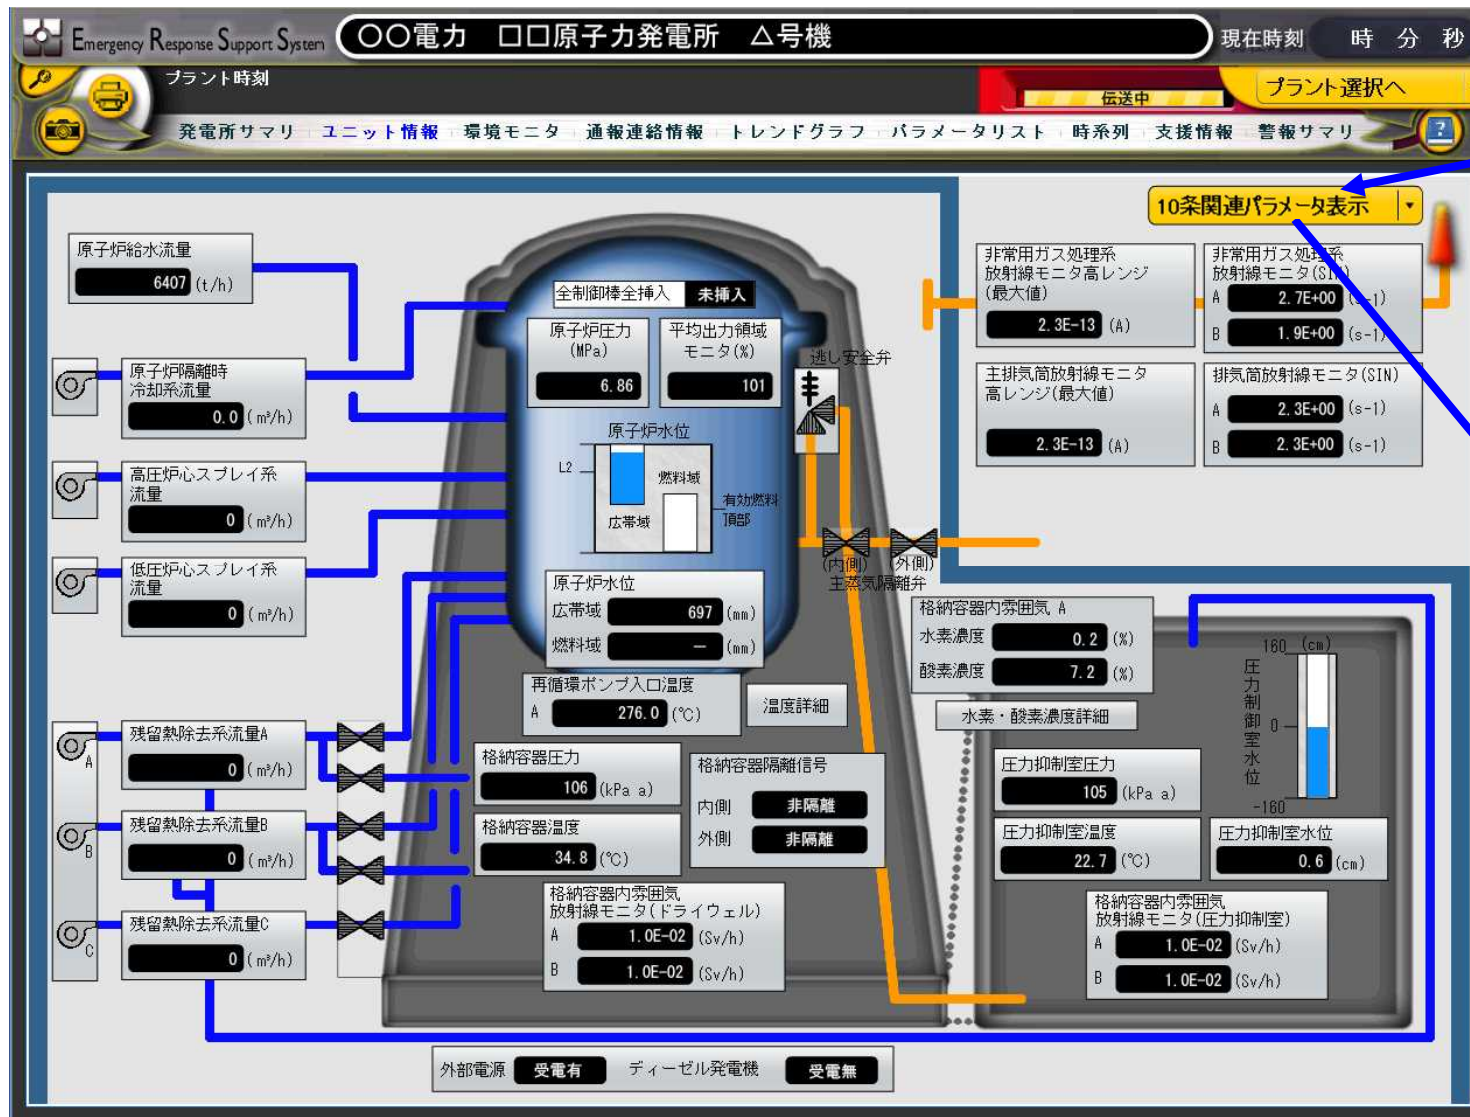 Emergency Response Support System
〇〇電力　□□原子力発電所　△号機
現在時刻　時　分　秒
プラント時刻
伝送中
プラント選択へ
発電所サマリ ユニット情報 環境モニタ 通報連絡情報 トレンドグラフ パラメータリスト 時系列 支援情報 警報サマリ
?
10条関連パラメータ表示
原子炉給水流量
6407 (t/h)
非常用ガス処理系
放射線モニタ高レンジ
(最大値)
2.3E-13 (A)
非常用ガス処理系
放射線モニタ(SIN)
A 2.7E+00 (s-1)
B 1.9E+00 (s-1)
全制御棒全挿入 未挿入
原子炉圧力
(MPa)
6.86
平均出力領域
モニタ(%)
101
逃し安全弁
原子炉隔離時
冷却系流量
0.0 (m³/h)
主排気筒放射線モニタ
高レンジ(最大値)
2.3E-13 (A)
排気筒放射線モニタ(SIN)
A 2.3E+00 (s-1)
B 2.3E+00 (s-1)
原子炉水位
L2
燃料域
広帯域
有効燃料
頂部
高圧炉心スプレイ系
流量
0 (m³/h)
低圧炉心スプレイ系
流量
0 (m³/h)
(内側) (外側)
主蒸気隔離弁
原子炉水位
広帯域 697 (mm)
燃料域 — (mm)
格納容器内雰囲気 A
水素濃度 0.2 (%)
酸素濃度 7.2 (%)
160 (cm)
圧力制御室水位
0
-160
再循環ポンプ入口温度
A 276.0 (℃)
温度詳細
水素・酸素濃度詳細
残留熱除去系流量A
A
0 (m³/h)
格納容器圧力
106 (kPa a)
格納容器隔離信号
内側 非隔離
外側 非隔離
圧力抑制室圧力
105 (kPa a)
残留熱除去系流量B
B
0 (m³/h)
格納容器温度
34.8 (℃)
圧力抑制室温度
22.7 (℃)
圧力抑制室水位
0.6 (cm)
格納容器内雰囲気
放射線モニタ(ドライウェル)
A 1.0E-02 (Sv/h)
B 1.0E-02 (Sv/h)
格納容器内雰囲気
放射線モニタ(圧力抑制室)
A 1.0E-02 (Sv/h)
B 1.0E-02 (Sv/h)
残留熱除去系流量C
C
0 (m³/h)
外部電源 受電有 ディーゼル発電機 受電無